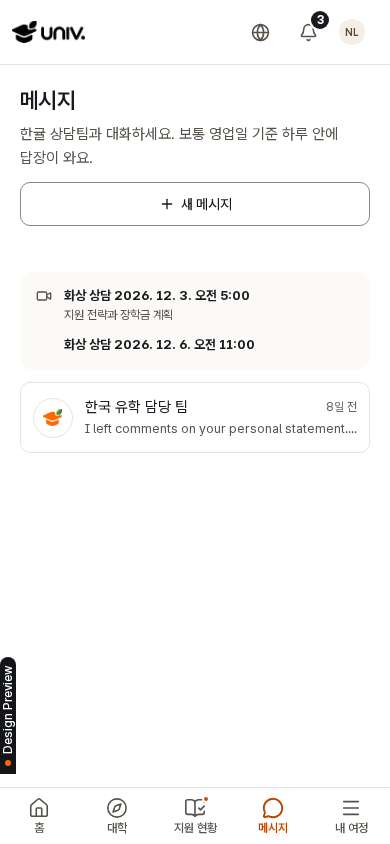 UNIV.
3
NL
메시지
한귤 상담팀과 대화하세요. 보통 영업일 기준 하루 안에
답장이 와요.
새 메시지
화상 상담 2026. 12. 3. 오전 5:00
지원 전략과 장학금 계획
화상 상담 2026. 12. 6. 오전 11:00
한국 유학 담당 팀
8일 전
I left comments on your personal statement....
Design Preview
홈
대학
지원 현황
메시지
내 여정